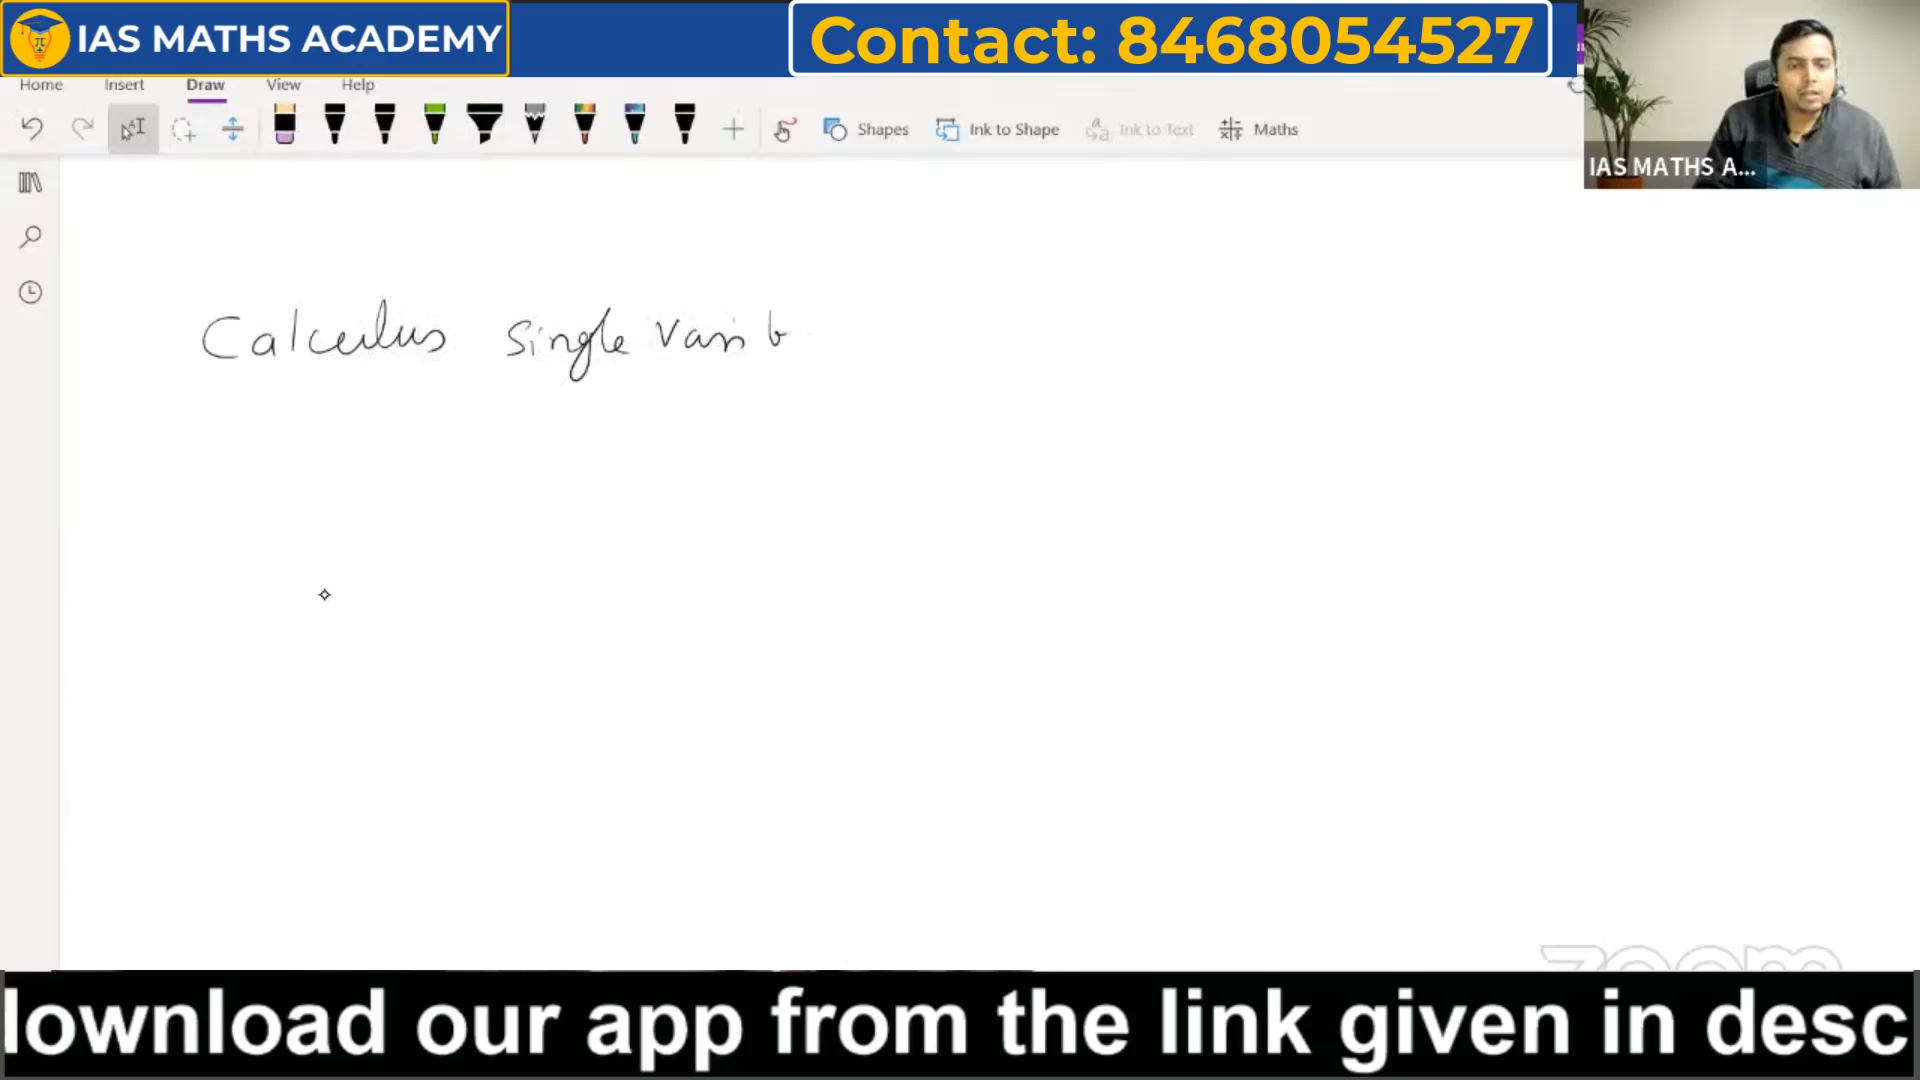 IAS MATHS ACADEMY
Contact: 8468054527
Home Insert Draw View Help
Shapes Ink to Shape Ink to Text Maths
IAS MATHS A...
Calculus single Vari b
zoom
lownload our app from the link given in desc